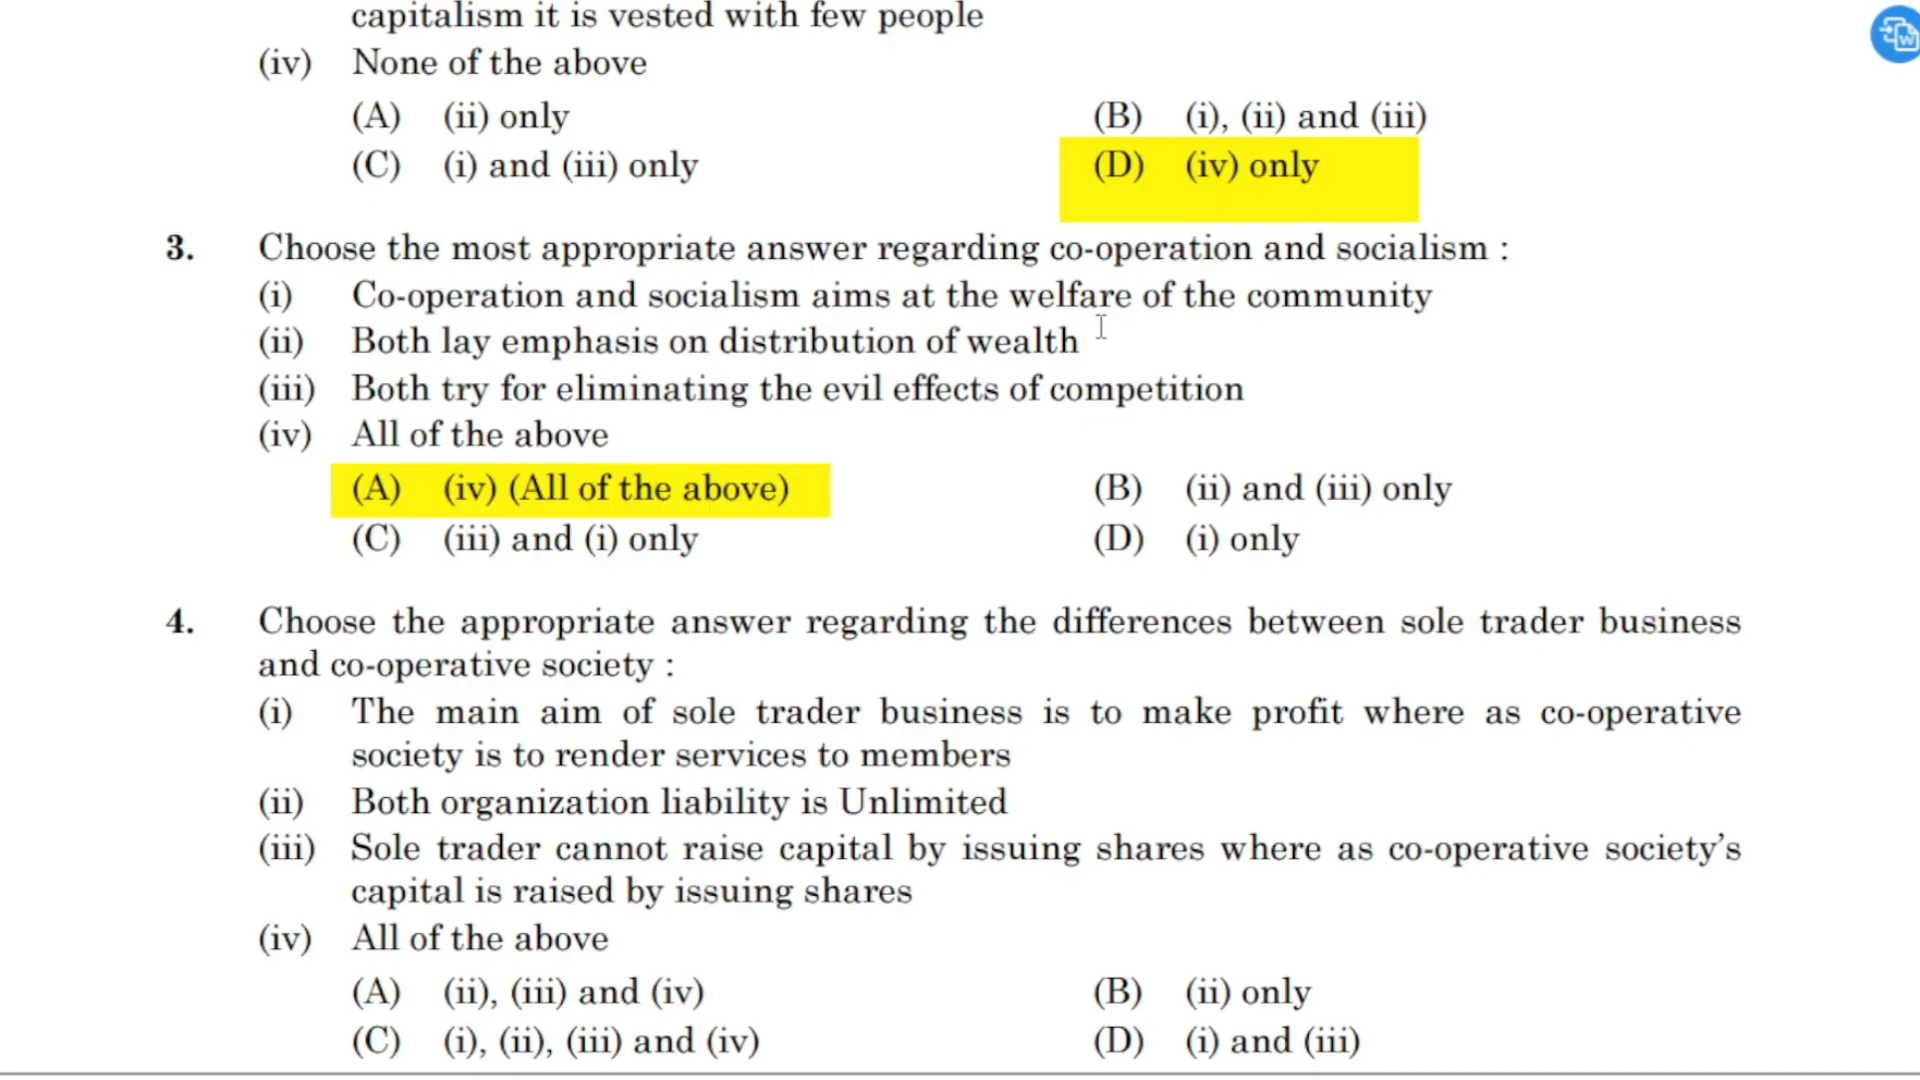 capitalism it is vested with few people
(iv) None of the above
(A) (ii) only (B) (i), (ii) and (iii)
(C) (i) and (iii) only (D) (iv) only
3. Choose the most appropriate answer regarding co-operation and socialism :
(i) Co-operation and socialism aims at the welfare of the community
(ii) Both lay emphasis on distribution of wealth
(iii) Both try for eliminating the evil effects of competition
(iv) All of the above
(A) (iv) (All of the above) (B) (ii) and (iii) only
(C) (iii) and (i) only (D) (i) only
4. Choose the appropriate answer regarding the differences between sole trader business
and co-operative society :
(i) The main aim of sole trader business is to make profit where as co-operative
society is to render services to members
(ii) Both organization liability is Unlimited
(iii) Sole trader cannot raise capital by issuing shares where as co-operative society’s
capital is raised by issuing shares
(iv) All of the above
(A) (ii), (iii) and (iv) (B) (ii) only
(C) (i), (ii), (iii) and (iv) (D) (i) and (iii)